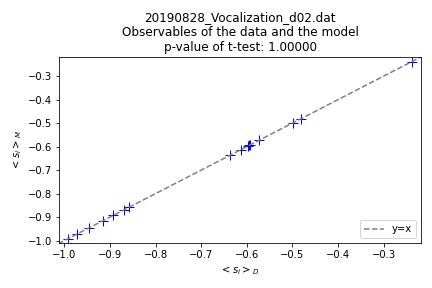 20190828_Vocalization_d02.dat
Observables of the data and the model
p-value of t-test: 1.00000
−0.3
−0.4
−0.5
−0.6
−0.7
−0.8
−0.9
−1.0
< s_i >_M
y=x
−1.0 −0.9 −0.8 −0.7 −0.6 −0.5 −0.4 −0.3
< s_i >_D